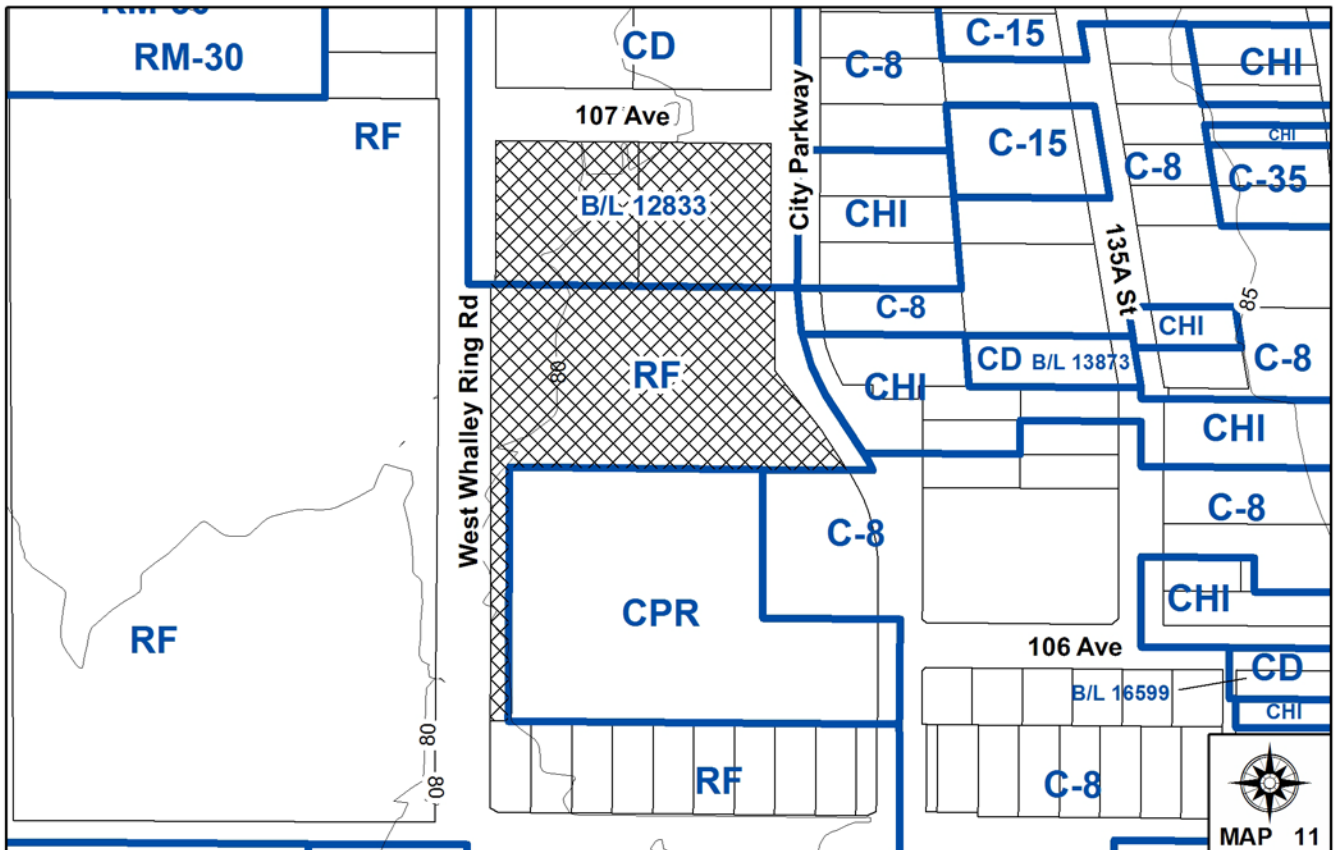 RM-30
RM-30
CD
C-8
C-15
CHI
107 Ave
City Parkway
RF
C-15
C-8
CHI
C-35
B/L 12833
CHI
135A St
85
West Whalley Ring Rd
C-8
CHI
80
RF
CD B/L 13873
C-8
CHI
CHI
C-8
C-8
CHI
CPR
RF
106 Ave
CD
B/L 16599
CHI
80
80
RF
C-8
MAP 11